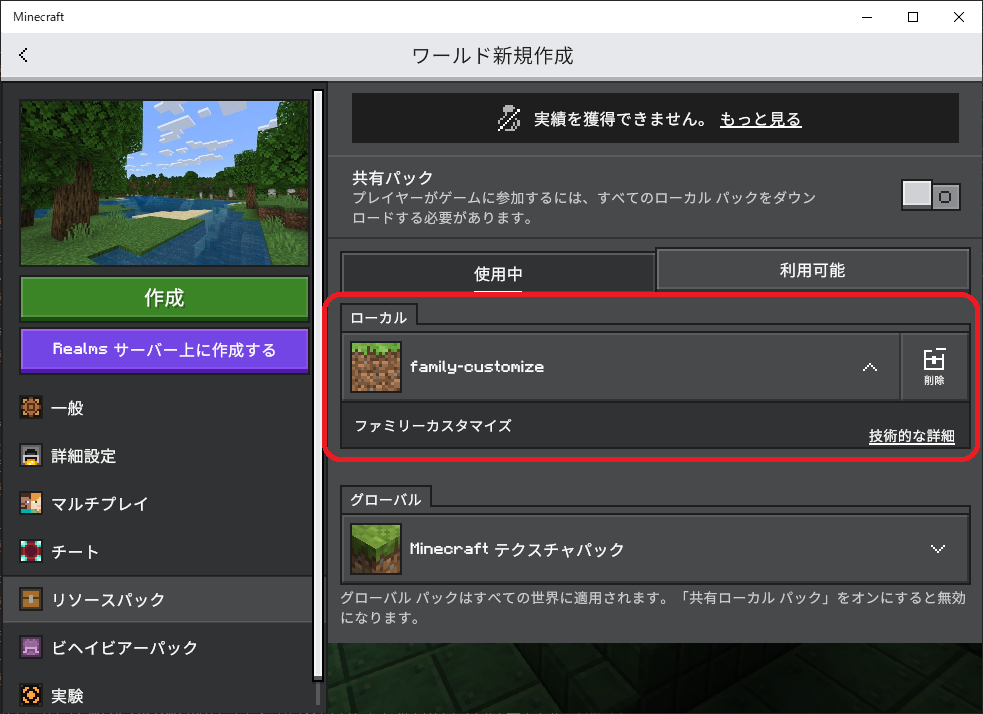 Minecraft
ワールド新規作成
実績を獲得できません。 もっと見る
共有パック
プレイヤーがゲームに参加するには、すべてのローカル パックをダウン
ロードする必要があります。
使用中
利用可能
作成
Realms サーバー上に作成する
一般
詳細設定
マルチプレイ
チート
リソースパック
ビヘイビアーパック
実験
ローカル
family-customize
削除
ファミリーカスタマイズ
技術的な詳細
グローバル
Minecraft テクスチャパック
グローバル パックはすべての世界に適用されます。「共有ローカル パック」をオンにすると無効
になります。